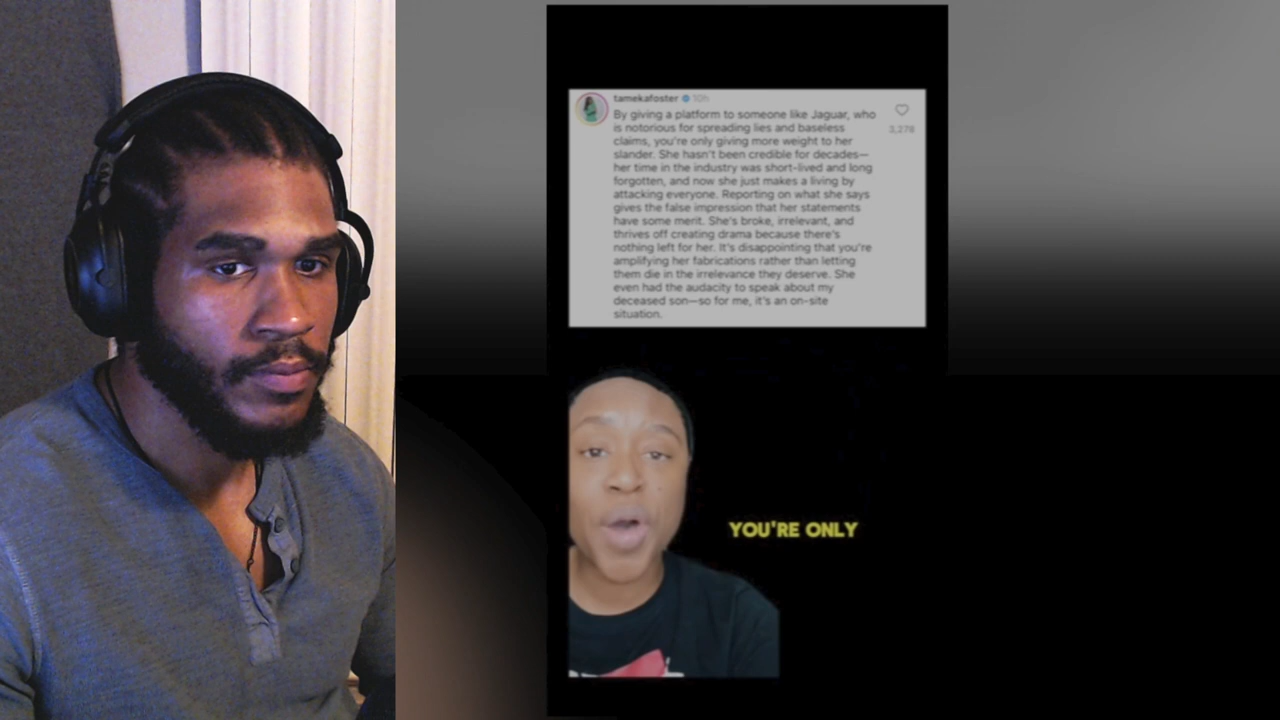 tamekafoster 10h
By giving a platform to someone like Jaguar, who
is notorious for spreading lies and baseless
claims, you're only giving more weight to her
slander. She hasn't been credible for decades—
her time in the industry was short-lived and long
forgotten, and now she just makes a living by
attacking everyone. Reporting on what she says
gives the false impression that her statements
have some merit. She's broke, irrelevant, and
thrives off creating drama because there's
nothing left for her. It's disappointing that you're
amplifying her fabrications rather than letting
them die in the irrelevance they deserve. She
even had the audacity to speak about my
deceased son—so for me, it's an on-site
situation.
3,278
YOU'RE ONLY